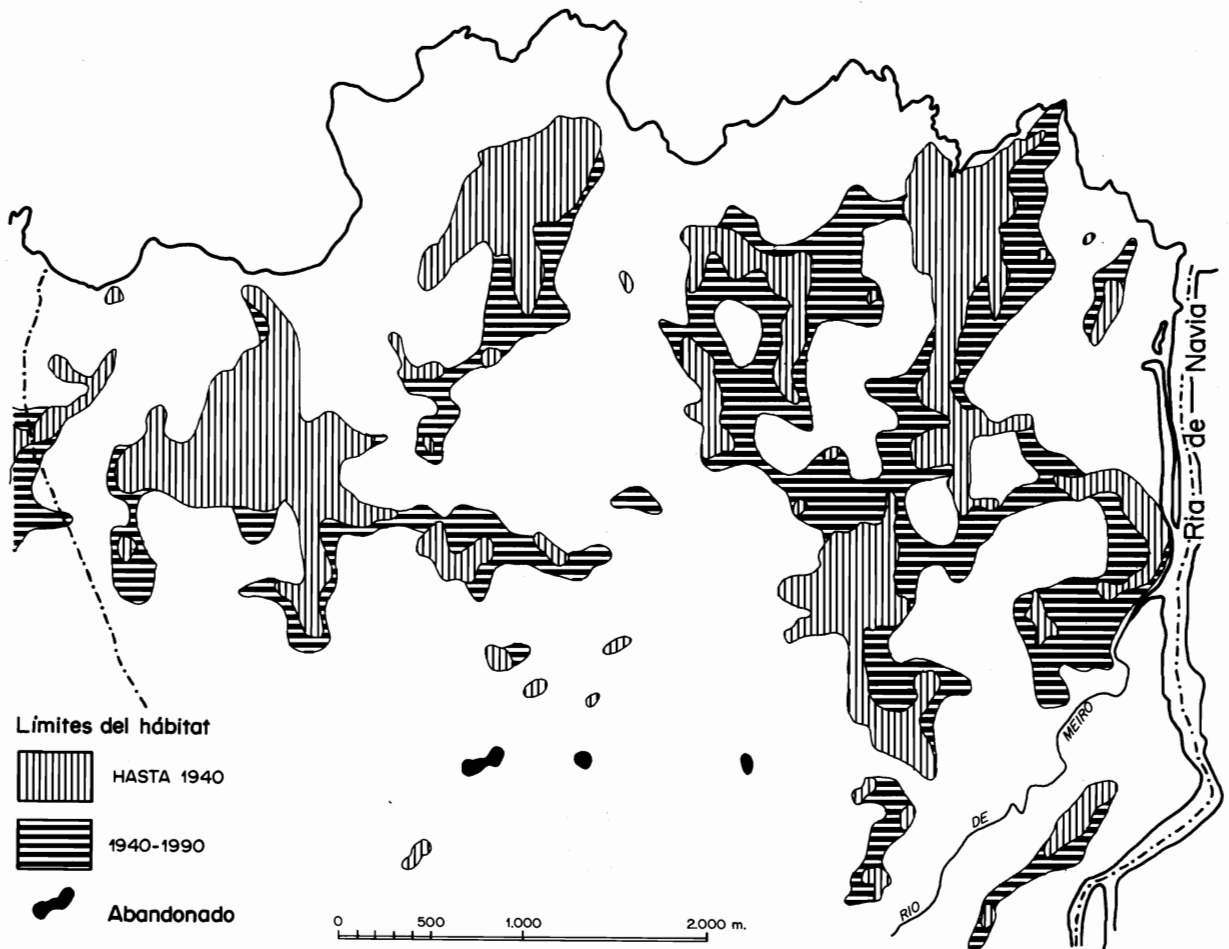 Ria de Navia
Límites del hábitat
HASTA 1940
1940-1990
Abandonado
0 500 1.000 2.000 m.
RIO DE MEIRO